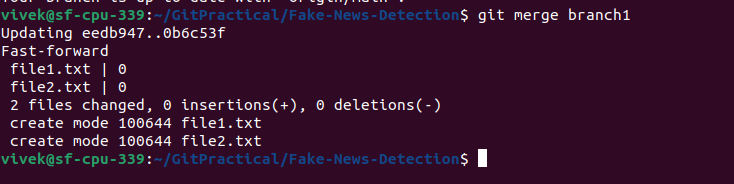 vivek@sf-cpu-339:~/GitPractical/Fake-News-Detection$ git merge branch1
Updating eedb947..0b6c53f
Fast-forward
 file1.txt | 0
 file2.txt | 0
 2 files changed, 0 insertions(+), 0 deletions(-)
 create mode 100644 file1.txt
 create mode 100644 file2.txt
vivek@sf-cpu-339:~/GitPractical/Fake-News-Detection$